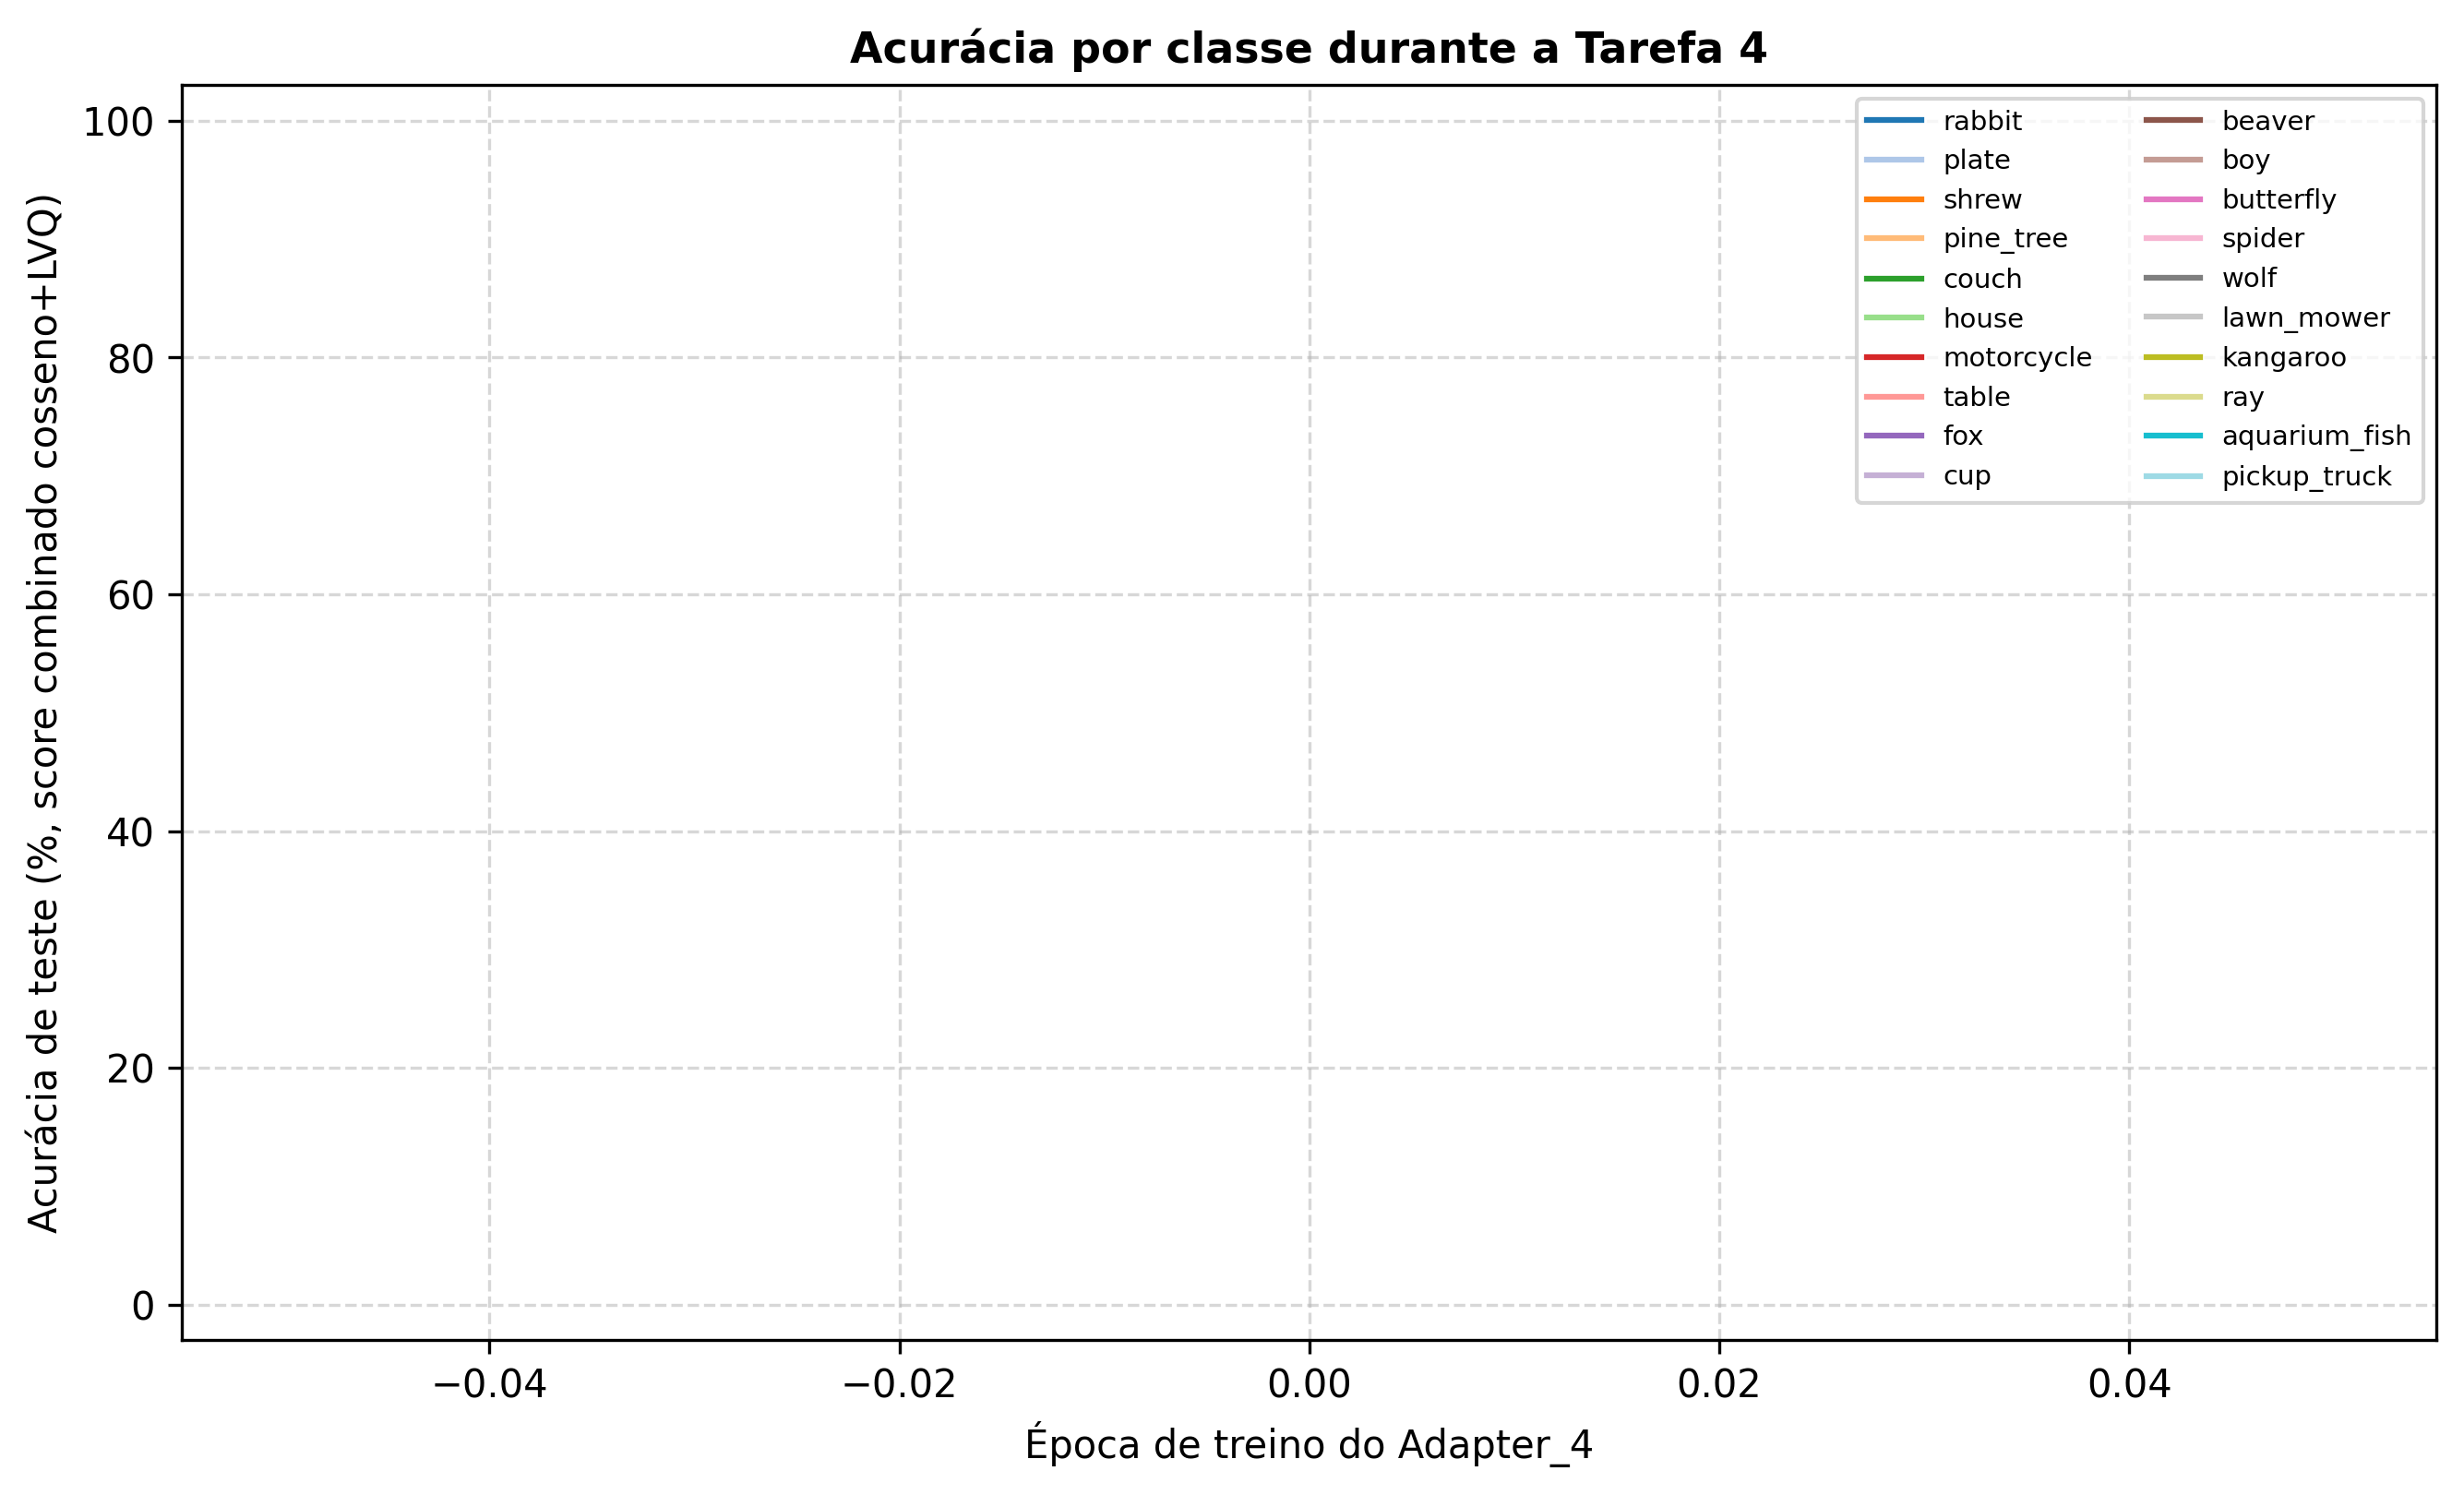 Acurácia por classe durante a Tarefa 4
Acurácia de teste (%, score combinado cosseno+LVQ)
100
80
60
40
20
0
rabbit
plate
shrew
pine_tree
couch
house
motorcycle
table
fox
cup
beaver
boy
butterfly
spider
wolf
lawn_mower
kangaroo
ray
aquarium_fish
pickup_truck
−0.04
−0.02
0.00
0.02
0.04
Época de treino do Adapter_4